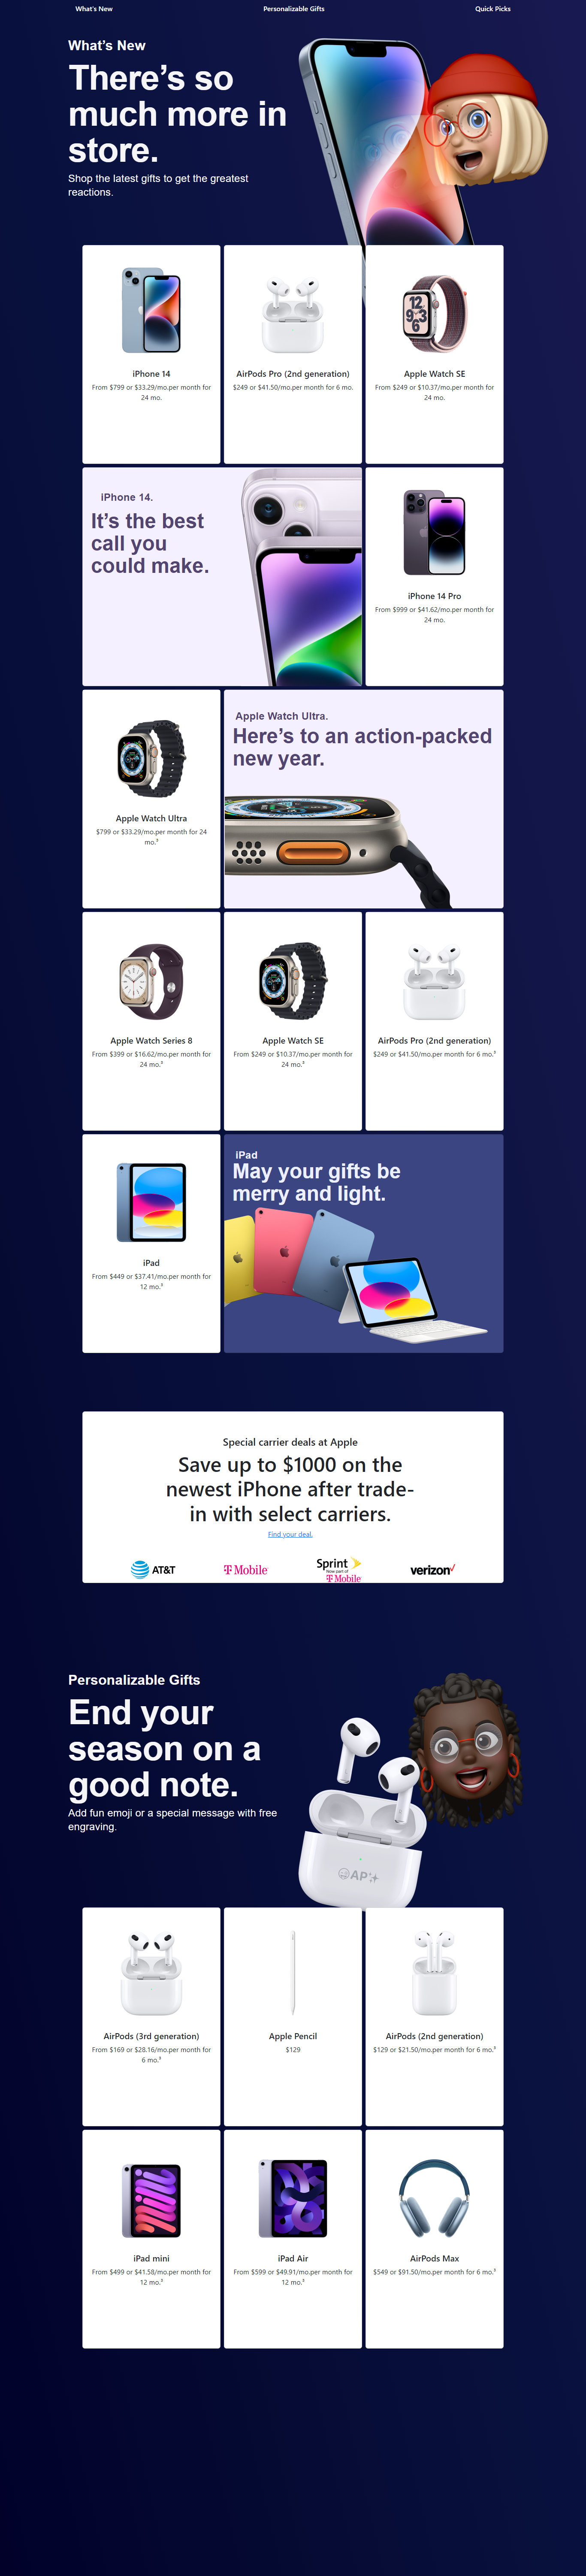 What's New
Personalizable Gifts
Quick Picks
What's New
There's so
much more in
store.
Shop the latest gifts to get the greatest
reactions.
iPhone 14
From $799 or $33.29/mo.per month for
24 mo.
AirPods Pro (2nd generation)
$249 or $41.50/mo.per month for 6 mo.
12
9 3
6
Apple Watch SE
From $249 or $10.37/mo.per month for
24 mo.
iPhone 14.
It's the best
call you
could make.
iPhone 14 Pro
From $999 or $41.62/mo.per month for
24 mo.
Apple Watch Ultra
$799 or $33.29/mo.per month for 24
mo.³
Apple Watch Ultra.
Here's to an action-packed
new year.
Apple Watch Series 8
From $399 or $16.62/mo.per month for
24 mo.³
Apple Watch SE
From $249 or $10.37/mo.per month for
24 mo.³
AirPods Pro (2nd generation)
$249 or $41.50/mo.per month for 6 mo.³
iPad
From $449 or $37.41/mo.per month for
12 mo.³
iPad
May your gifts be
merry and light.
Special carrier deals at Apple
Save up to $1000 on the
newest iPhone after trade-
in with select carriers.
Find your deal.
AT&T
T Mobile
Sprint
Now part of
T Mobile
verizon
Personalizable Gifts
End your
season on a
good note.
Add fun emoji or a special message with free
engraving.
AP
AirPods (3rd generation)
From $169 or $28.16/mo.per month for
6 mo.³
Apple Pencil
$129
AirPods (2nd generation)
$129 or $21.50/mo.per month for 6 mo.³
iPad mini
From $499 or $41.58/mo.per month for
12 mo.³
iPad Air
From $599 or $49.91/mo.per month for
12 mo.³
AirPods Max
$549 or $91.50/mo.per month for 6 mo.³